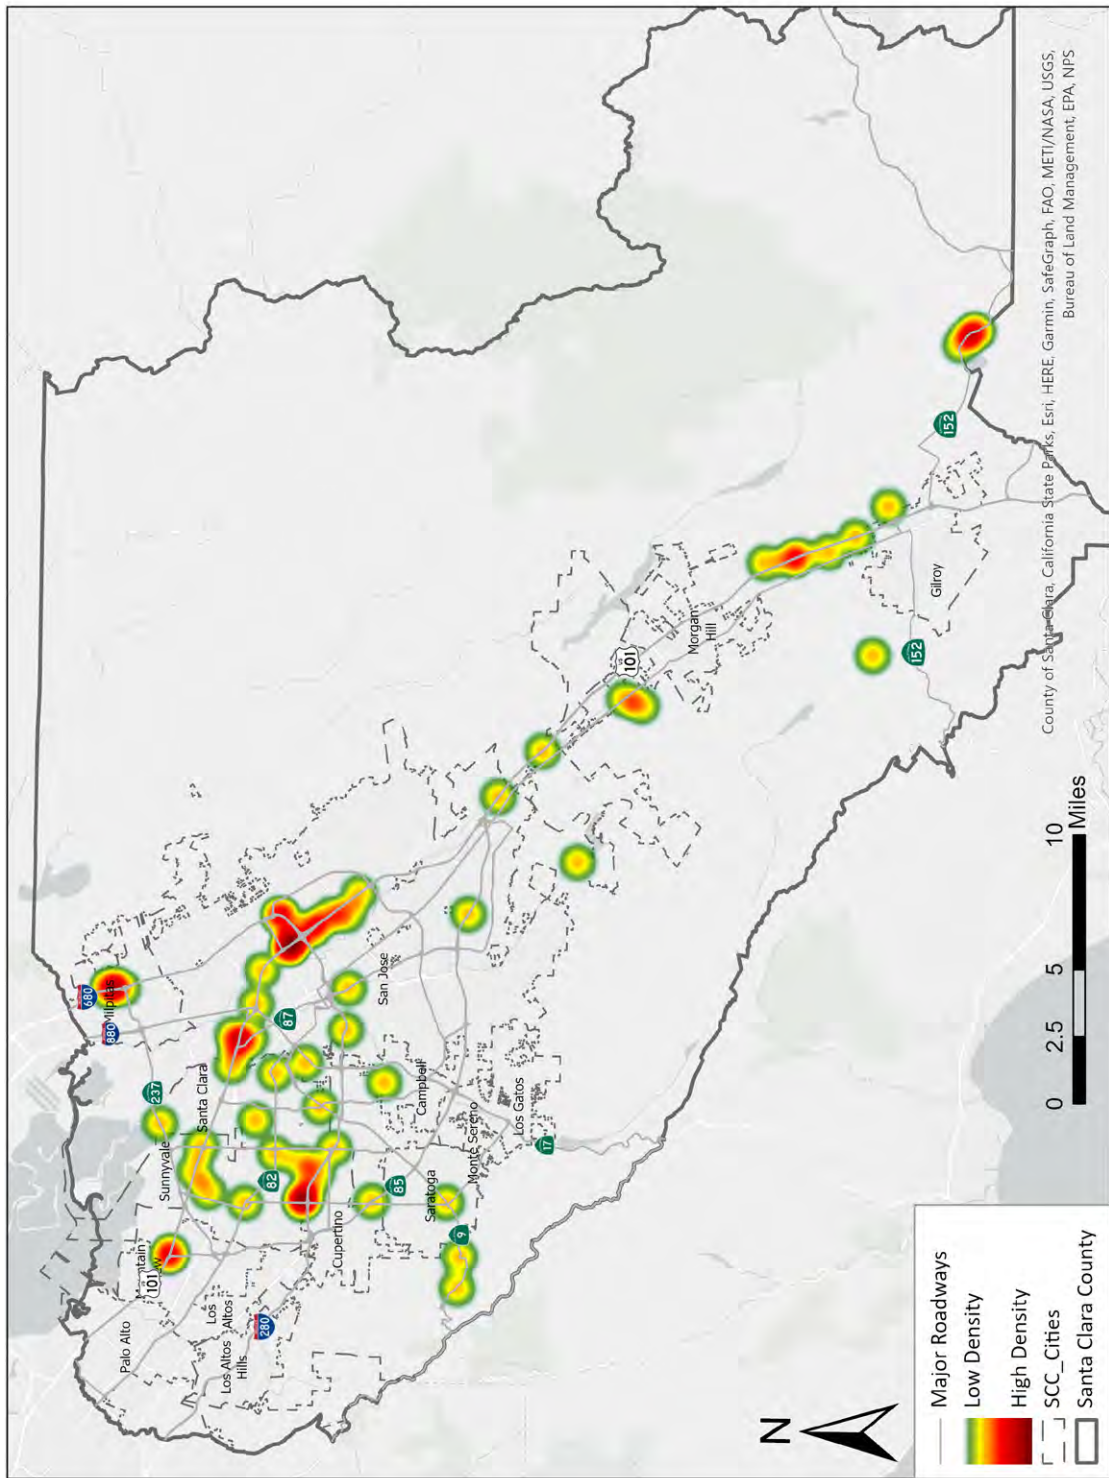 County of Santa Clara, California State Parks, Esri, HERE, Garmin, SafeGraph, FAO, METI/NASA, USGS,
Bureau of Land Management, EPA, NPS
680
880
Milpitas
237
Santa Clara
Sunnyvale
Mountain
View
101
Palo Alto
Los
Altos
Los Altos
Hills
280
82
87
San Jose
Campbell
Cupertino
85
Saratoga
Monte Sereno
Los Gatos
9
17
101
Morgan
Hill
152
Gilroy
152
N
0
2.5
5
10
Miles
Major Roadways
Low Density
High Density
SCC_Cities
Santa Clara County